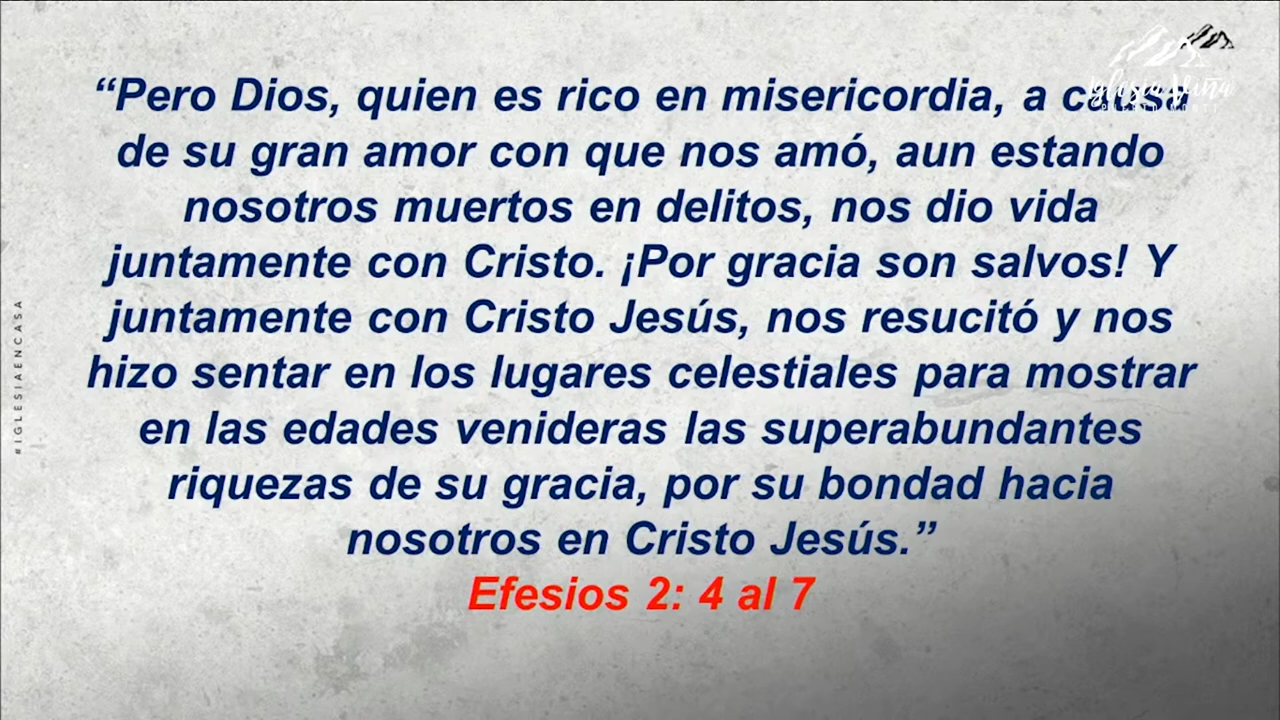 “Pero Dios, quien es rico en misericordia, a causa
de su gran amor con que nos amó, aun estando
nosotros muertos en delitos, nos dio vida
juntamente con Cristo. ¡Por gracia son salvos! Y
juntamente con Cristo Jesús, nos resucitó y nos
hizo sentar en los lugares celestiales para mostrar
en las edades venideras las superabundantes
riquezas de su gracia, por su bondad hacia
nosotros en Cristo Jesús.”
Efesios 2: 4 al 7
#IGLESIAENCASA
Iglesia Viña